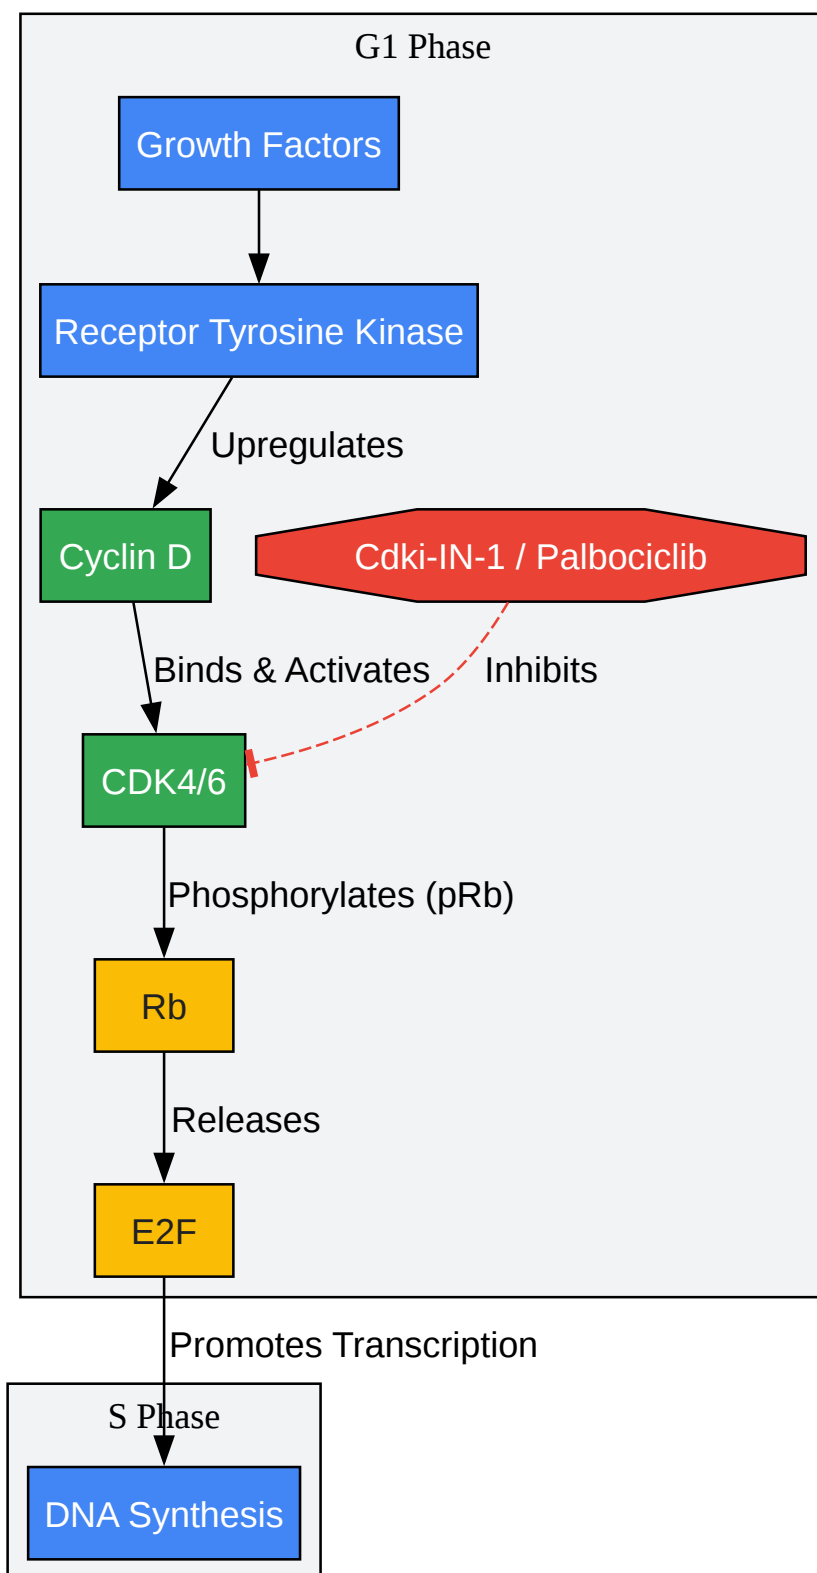 G1 Phase
Growth Factors
Receptor Tyrosine Kinase
Upregulates
Cyclin D
Cdki-IN-1 / Palbociclib
Binds & Activates
Inhibits
CDK4/6
Phosphorylates (pRb)
Rb
Releases
E2F
Promotes Transcription
S Phase
DNA Synthesis